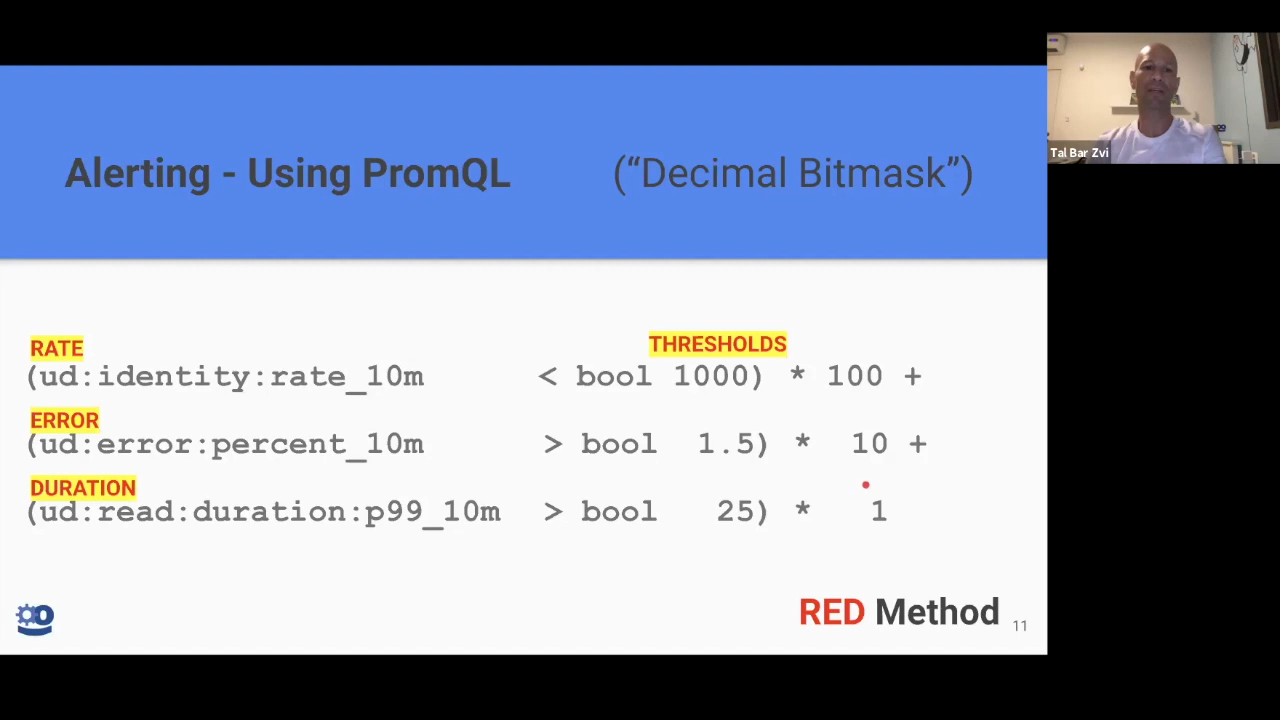 Alerting - Using PromQL (“Decimal Bitmask”)
Tal Bar Zvi
RATE THRESHOLDS
(ud:identity:rate_10m < bool 1000) * 100 +
ERROR
(ud:error:percent_10m > bool 1.5) * 10 +
DURATION
(ud:read:duration:p99_10m > bool 25) * 1
RED Method 11